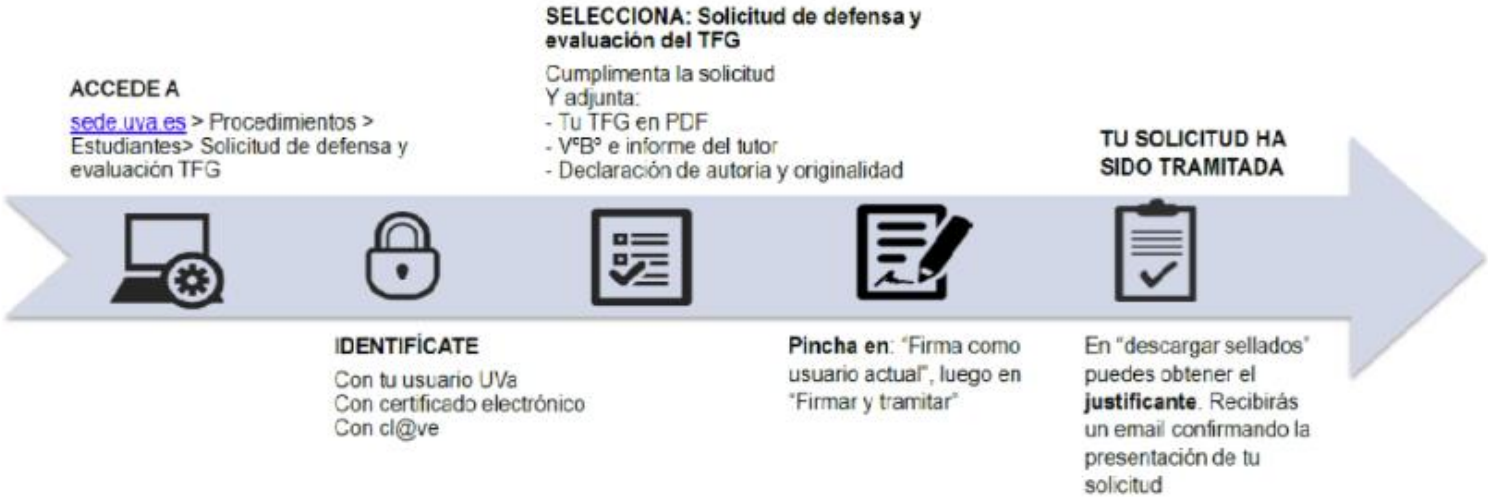 ACCEDE A
sede.uva.es > Procedimientos >
Estudiantes> Solicitud de defensa y
evaluación TFG
IDENTIFÍCATE
Con tu usuario UVa
Con certificado electrónico
Con cl@ve
SELECCIONA: Solicitud de defensa y
evaluación del TFG
Cumplimenta la solicitud
Y adjunta:
- Tu TFG en PDF
- VºBº e informe del tutor
- Declaración de autoria y originalidad
Pincha en: "Firma como
usuario actual", luego en
"Firmar y tramitar"
TU SOLICITUD HA
SIDO TRAMITADA
En "descargar sellados"
puedes obtener el
justificante. Recibirás
un email confirmando la
presentación de tu
solicitud